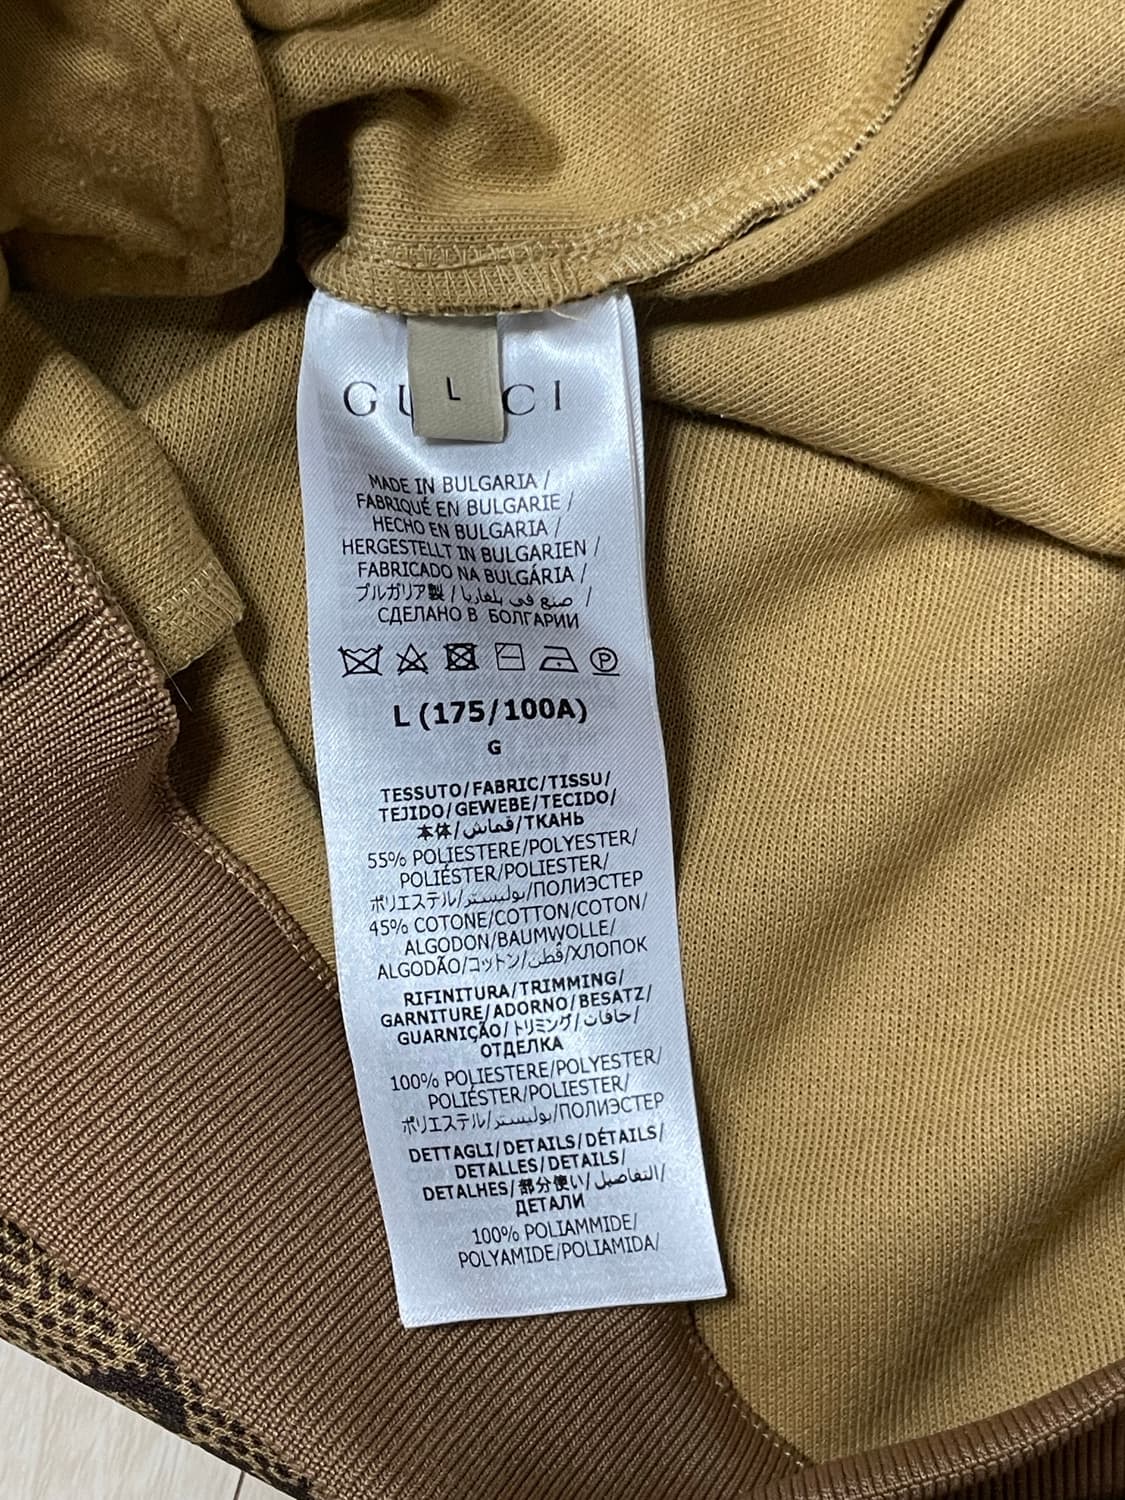 GUCCI
L
MADE IN BULGARIA /
FABRIQUÉ EN BULGARIE /
HECHO EN BULGARIA /
HERGESTELLT IN BULGARIEN /
FABRICADO NA BULGÁRIA /
ブルガリア製 / صنع في بلغاريا /
СДЕЛАНО В БОЛГАРИИ
P
L (175/100A)
G
TESSUTO/FABRIC/TISSU/
TEJIDO/GEWEBE/TECIDO/
本体/قماش/ТКАНЬ
55% POLIESTERE/POLYESTER/
POLIÉSTER/POLIESTER/
ポリエステル/بوليستر/ПОЛИЭСТЕР
45% COTONE/COTTON/COTON/
ALGODON/BAUMWOLLE/
ALGODÃO/コットン/قطن/ХЛОПОК
RIFINITURA/TRIMMING/
GARNITURE/ADORNO/BESATZ/
GUARNIÇÃO/トリミング/حافات/
ОТДЕЛКА
100% POLIESTERE/POLYESTER/
POLIÉSTER/POLIESTER/
ポリエステル/بوليستر/ПОЛИЭСТЕР
DETTAGLI/DETAILS/DÉTAILS/
DETALLES/DETAILS/
DETALHES/部分使い/التفاصيل/
ДЕТАЛИ
100% POLIAMMIDE/
POLYAMIDE/POLIAMIDA/